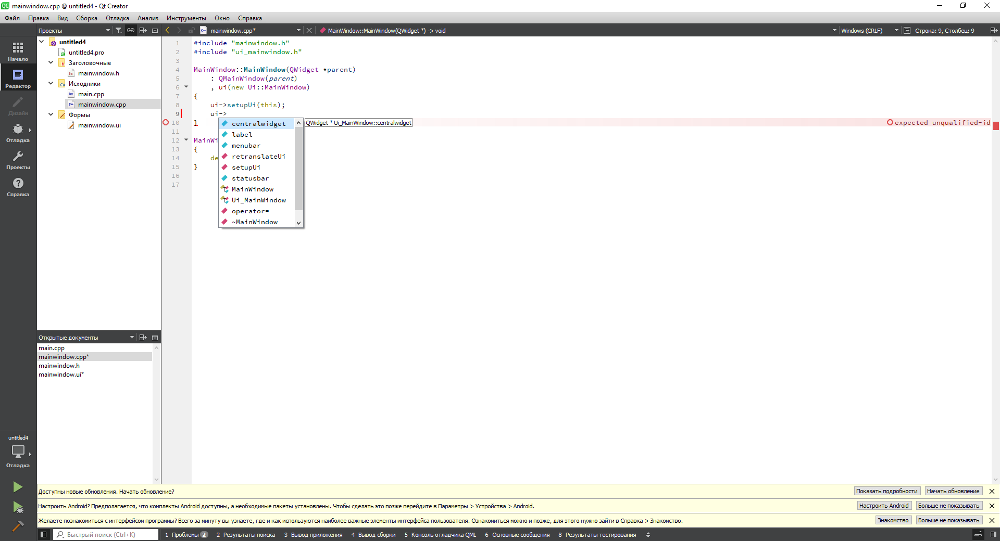 mainwindow.cpp @ untitled4 - Qt Creator
Файл Правка Вид Сборка Отладка Анализ Инструменты Окно Справка
Проекты
mainwindow.cpp*
MainWindow::MainWindow(QWidget *) -> void
Windows (CRLF)
Строка: 9, Столбец: 9
Начало
Редактор
Дизайн
Отладка
Проекты
Справка
untitled4
untitled4.pro
Заголовочные
mainwindow.h
Исходники
main.cpp
mainwindow.cpp
Формы
mainwindow.ui
1 #include "mainwindow.h"
2 #include "ui_mainwindow.h"
3
4 MainWindow::MainWindow(QWidget *parent)
5 : QMainWindow(parent)
6 , ui(new Ui::MainWindow)
7 {
8 ui->setupUi(this);
9 ui->
10 } expected unqualified-id
11
12 MainWi
13 {
14 de
15 }
16
17
centralwidget
QWidget * Ui_MainWindow::centralwidget
label
menubar
retranslateUi
setupUi
statusbar
MainWindow
Ui_MainWindow
operator=
~MainWindow
Открытые документы
main.cpp
mainwindow.cpp*
mainwindow.h
mainwindow.ui*
untitled4
Отладка
Доступны новые обновления. Начать обновление? Показать подробности Начать обновление
Настроить Android? Предполагается, что комплекты Android доступны, а необходимые пакеты установлены. Чтобы сделать это позже перейдите в Параметры > Устройства > Android. Настроить Android Больше не показывать
Желаете познакомиться с интерфейсом программы? Всего за минуту вы узнаете, где и как используются наиболее важные элементы интерфейса пользователя. Ознакомиться можно и позже, для этого нужно зайти в Справка > Знакомство. Знакомство Больше не показывать
Быстрый поиск (Ctrl+K) 1 Проблемы 2 2 Результаты поиска 3 Вывод приложения 4 Вывод сборки 5 Консоль отладчика QML 6 Основные сообщения 8 Результаты тестирования